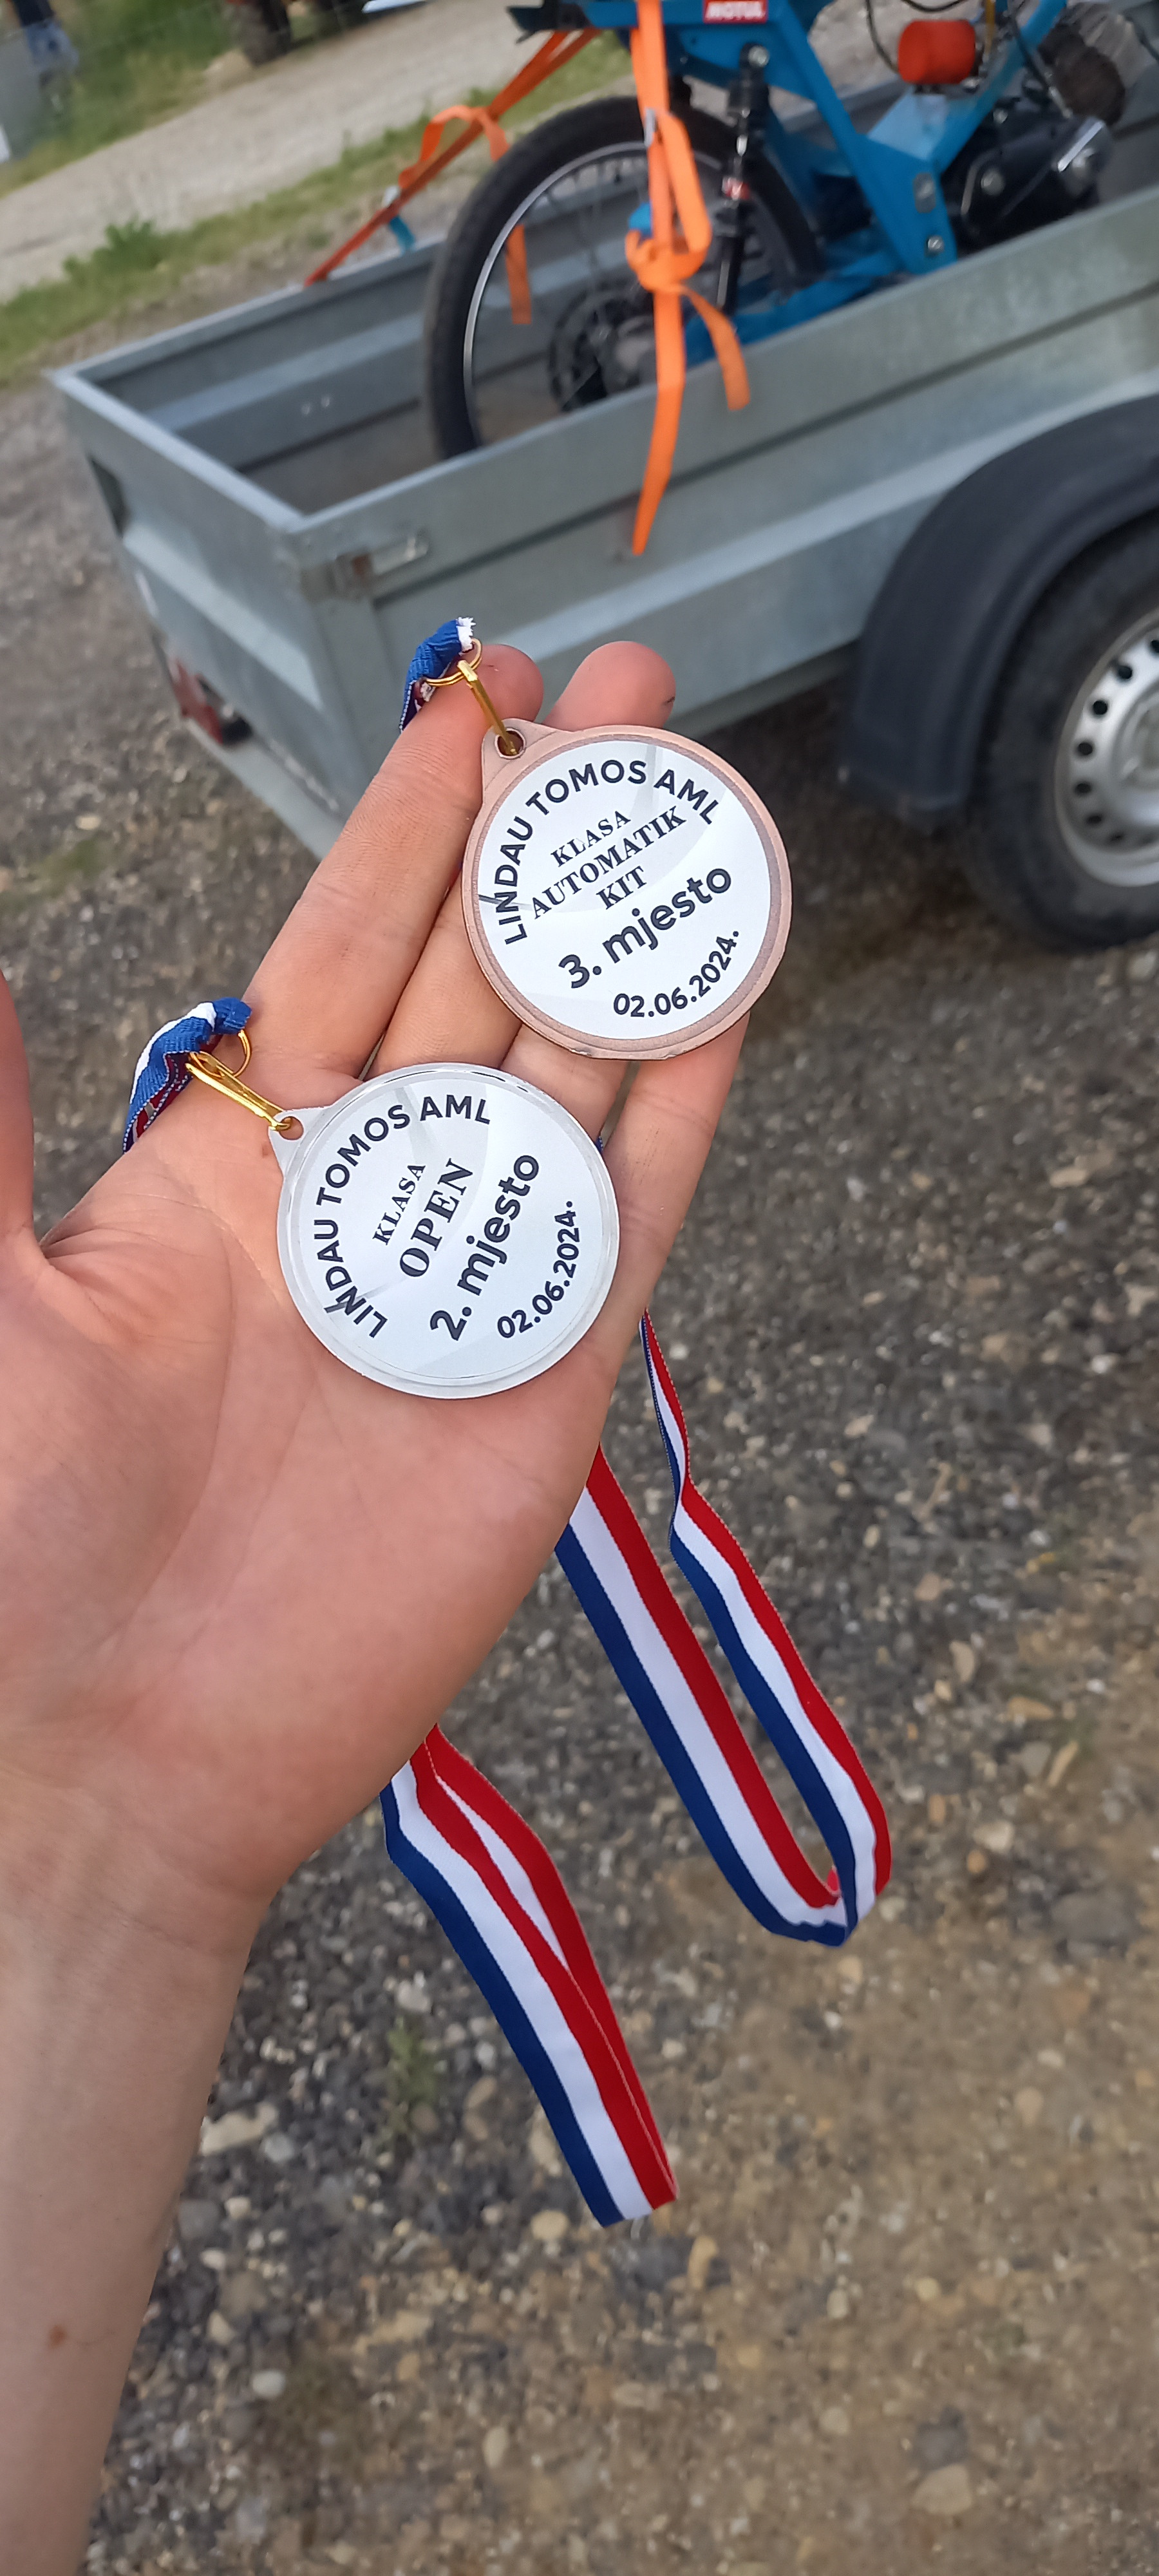 MOTUL
LINDAU TOMOS AML
KLASA
AUTOMATIK
KIT
3. mjesto
02.06.2024.
LINDAU TOMOS AML
KLASA
OPEN
2. mjesto
02.06.2024.